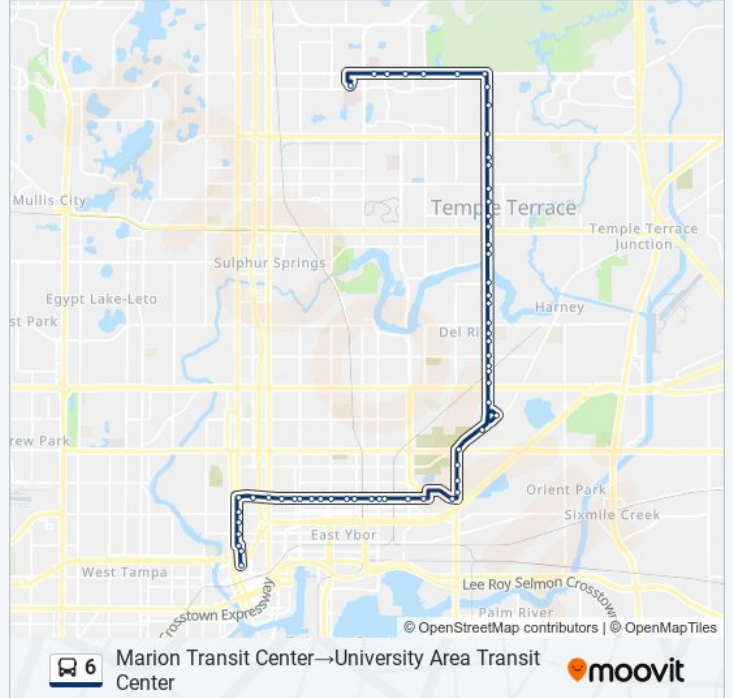 275
Mullis City
Temple Terrace
Temple Terrace
Junction
Sulphur Springs
Egypt Lake-Leto
st Park
Harney
Del Ri
rew Park
Orient Park
Sixmile Creek
East Ybor
West Tampa
Lee Roy Selmon Crosstown
Crosstown Expressway
Palm River
© OpenStreetMap contributors | © OpenMapTiles
6
Marion Transit Center→University Area Transit
Center
moovit